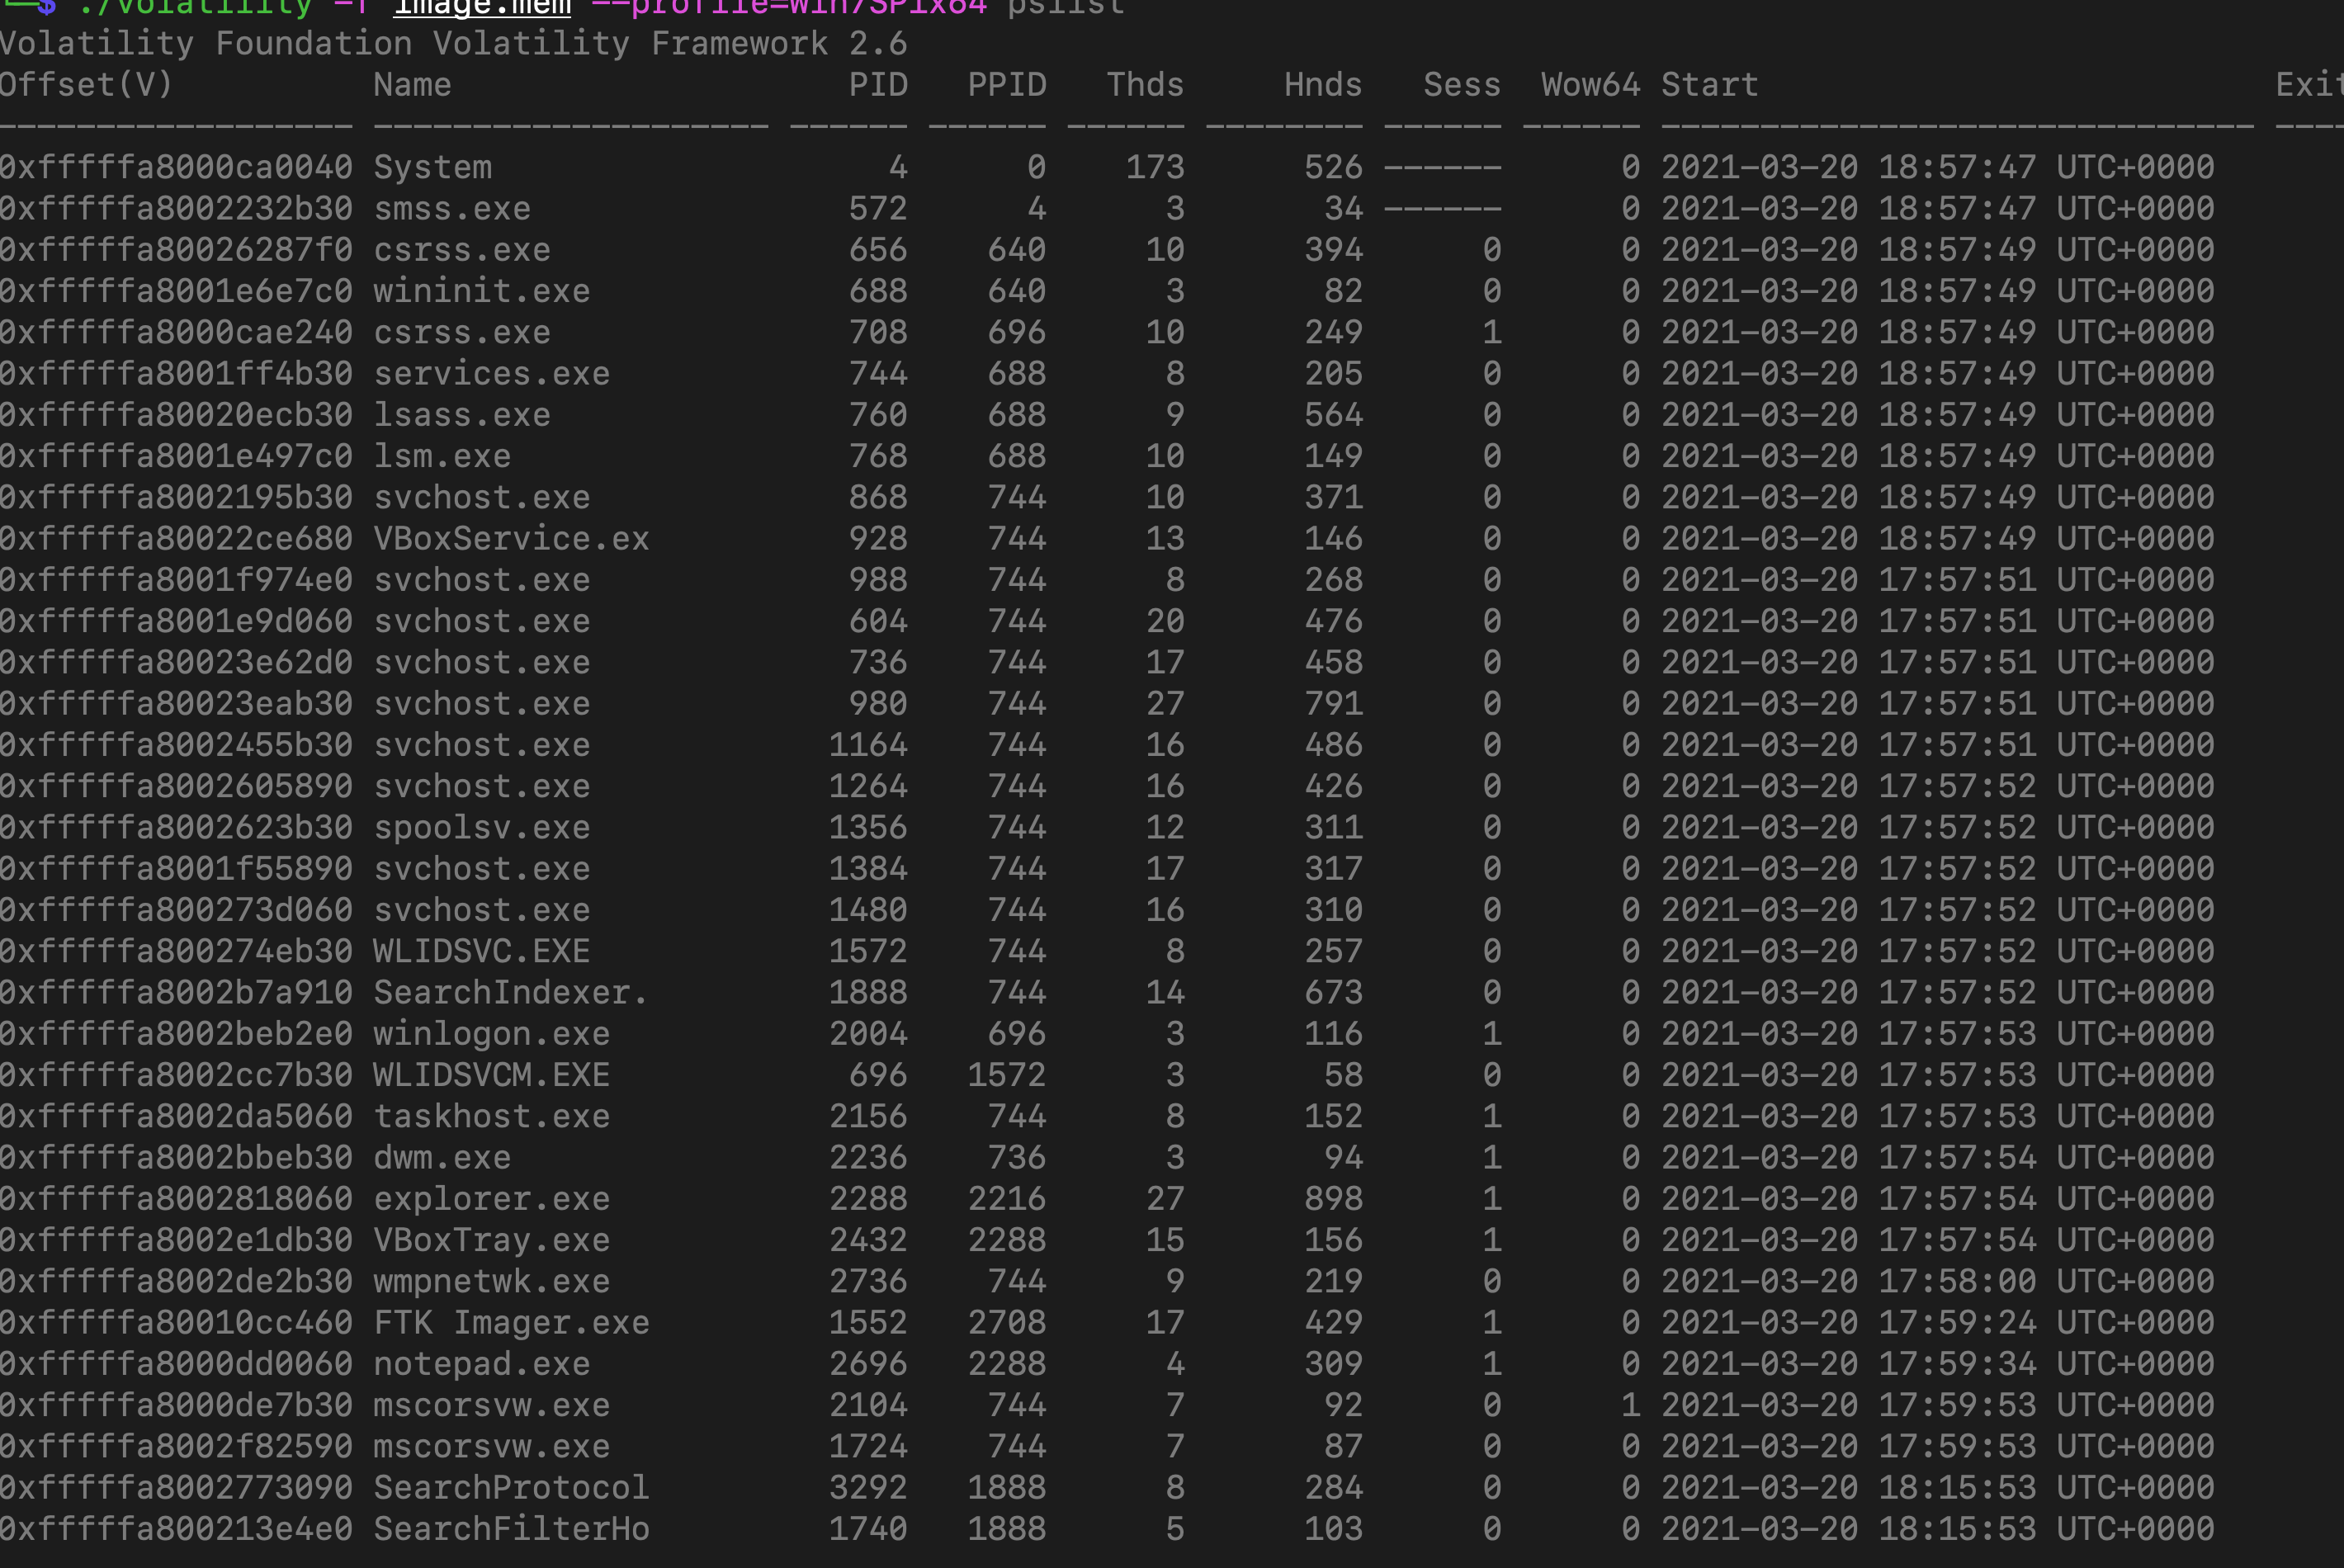 $ ./volatility -f image.mem --profile=Win7SP1x64 pslist
Volatility Foundation Volatility Framework 2.6
Offset(V)          Name                    PID   PPID   Thds     Hnds   Sess  Wow64 Start                          Exit
------------------ -------------------- ------ ------ ------ -------- ------ ------ ------------------------------ ----
0xfffffa8000ca0040 System                    4      0    173      526 ------      0 2021-03-20 18:57:47 UTC+0000
0xfffffa8002232b30 smss.exe                572      4      3       34 ------      0 2021-03-20 18:57:47 UTC+0000
0xfffffa80026287f0 csrss.exe               656    640     10      394      0      0 2021-03-20 18:57:49 UTC+0000
0xfffffa8001e6e7c0 wininit.exe             688    640      3       82      0      0 2021-03-20 18:57:49 UTC+0000
0xfffffa8000cae240 csrss.exe               708    696     10      249      1      0 2021-03-20 18:57:49 UTC+0000
0xfffffa8001ff4b30 services.exe            744    688      8      205      0      0 2021-03-20 18:57:49 UTC+0000
0xfffffa80020ecb30 lsass.exe               760    688      9      564      0      0 2021-03-20 18:57:49 UTC+0000
0xfffffa8001e497c0 lsm.exe                 768    688     10      149      0      0 2021-03-20 18:57:49 UTC+0000
0xfffffa8002195b30 svchost.exe             868    744     10      371      0      0 2021-03-20 18:57:49 UTC+0000
0xfffffa80022ce680 VBoxService.ex          928    744     13      146      0      0 2021-03-20 18:57:49 UTC+0000
0xfffffa8001f974e0 svchost.exe             988    744      8      268      0      0 2021-03-20 17:57:51 UTC+0000
0xfffffa8001e9d060 svchost.exe             604    744     20      476      0      0 2021-03-20 17:57:51 UTC+0000
0xfffffa80023e62d0 svchost.exe             736    744     17      458      0      0 2021-03-20 17:57:51 UTC+0000
0xfffffa80023eab30 svchost.exe             980    744     27      791      0      0 2021-03-20 17:57:51 UTC+0000
0xfffffa8002455b30 svchost.exe            1164    744     16      486      0      0 2021-03-20 17:57:51 UTC+0000
0xfffffa8002605890 svchost.exe            1264    744     16      426      0      0 2021-03-20 17:57:52 UTC+0000
0xfffffa8002623b30 spoolsv.exe            1356    744     12      311      0      0 2021-03-20 17:57:52 UTC+0000
0xfffffa8001f55890 svchost.exe            1384    744     17      317      0      0 2021-03-20 17:57:52 UTC+0000
0xfffffa800273d060 svchost.exe            1480    744     16      310      0      0 2021-03-20 17:57:52 UTC+0000
0xfffffa800274eb30 WLIDSVC.EXE            1572    744      8      257      0      0 2021-03-20 17:57:52 UTC+0000
0xfffffa8002b7a910 SearchIndexer.         1888    744     14      673      0      0 2021-03-20 17:57:52 UTC+0000
0xfffffa8002beb2e0 winlogon.exe           2004    696      3      116      1      0 2021-03-20 17:57:53 UTC+0000
0xfffffa8002cc7b30 WLIDSVCM.EXE            696   1572      3       58      0      0 2021-03-20 17:57:53 UTC+0000
0xfffffa8002da5060 taskhost.exe           2156    744      8      152      1      0 2021-03-20 17:57:53 UTC+0000
0xfffffa8002bbeb30 dwm.exe                2236    736      3       94      1      0 2021-03-20 17:57:54 UTC+0000
0xfffffa8002818060 explorer.exe           2288   2216     27      898      1      0 2021-03-20 17:57:54 UTC+0000
0xfffffa8002e1db30 VBoxTray.exe           2432   2288     15      156      1      0 2021-03-20 17:57:54 UTC+0000
0xfffffa8002de2b30 wmpnetwk.exe           2736    744      9      219      0      0 2021-03-20 17:58:00 UTC+0000
0xfffffa80010cc460 FTK Imager.exe         1552   2708     17      429      1      0 2021-03-20 17:59:24 UTC+0000
0xfffffa8000dd0060 notepad.exe            2696   2288      4      309      1      0 2021-03-20 17:59:34 UTC+0000
0xfffffa8000de7b30 mscorsvw.exe           2104    744      7       92      0      1 2021-03-20 17:59:53 UTC+0000
0xfffffa8002f82590 mscorsvw.exe           1724    744      7       87      0      0 2021-03-20 17:59:53 UTC+0000
0xfffffa8002773090 SearchProtocol         3292   1888      8      284      0      0 2021-03-20 18:15:53 UTC+0000
0xfffffa800213e4e0 SearchFilterHo         1740   1888      5      103      0      0 2021-03-20 18:15:53 UTC+0000